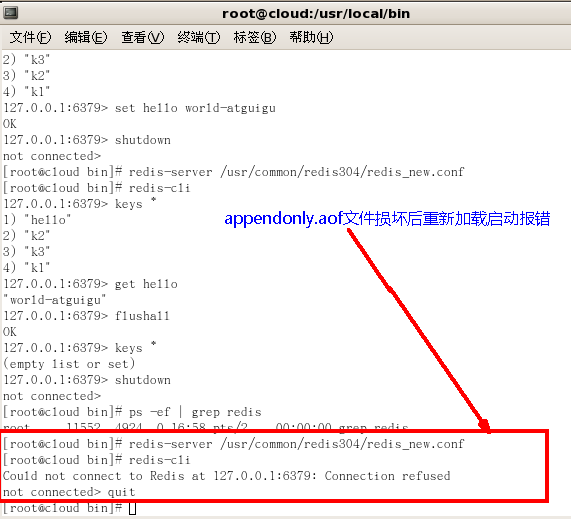 root@cloud:/usr/local/bin
文件(F) 编辑(E) 查看(V) 终端(T) 标签(B) 帮助(H)
2) "k3"
3) "k2"
4) "k1"
127.0.0.1:6379> set hello world-atguigu
OK
127.0.0.1:6379> shutdown
not connected>
[root@cloud bin]# redis-server /usr/common/redis304/redis_new.conf
[root@cloud bin]# redis-cli
127.0.0.1:6379> keys *
1) "hello"
appendonly.aof文件损坏后重新加载启动报错
2) "k2"
3) "k3"
4) "k1"
127.0.0.1:6379> get hello
"world-atguigu"
127.0.0.1:6379> flushall
OK
127.0.0.1:6379> keys *
(empty list or set)
127.0.0.1:6379> shutdown
not connected>
[root@cloud bin]# ps -ef | grep redis
root 11552 4924 0 16:58 pts/2 00:00:00 grep redis
[root@cloud bin]# redis-server /usr/common/redis304/redis_new.conf
[root@cloud bin]# redis-cli
Could not connect to Redis at 127.0.0.1:6379: Connection refused
not connected> quit
[root@cloud bin]#